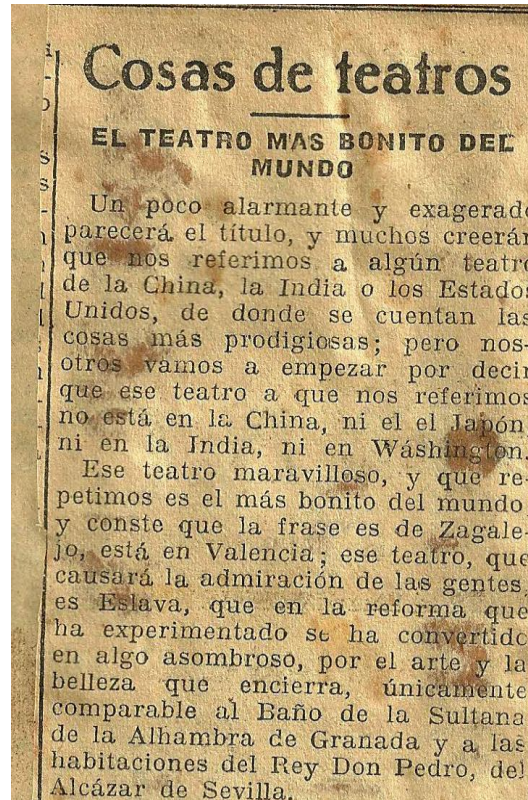 Cosas de teatros
EL TEATRO MAS BONITO DEL
MUNDO
Un poco alarmante y exagerado
parecerá el título, y muchos creerán
que nos referimos a algún teatro
de la China, la India o los Estados
Unidos, de donde se cuentan las
cosas más prodigiosas; pero nos-
otros vamos a empezar por decir
que ese teatro a que nos referimos
no está en la China, ni el el Japón
ni en la India, ni en Wáshington.
Ese teatro maravilloso, y que re-
petimos es el más bonito del mundo
y conste que la frase es de Zagale-
jo, está en Valencia; ese teatro, que
causará la admiración de las gentes,
es Eslava, que en la reforma que
ha experimentado se ha convertido
en algo asombroso, por el arte y la
belleza que encierra, únicamente
comparable al Baño de la Sultana
de la Alhambra de Granada y a las
habitaciones del Rey Don Pedro, del
Alcázar de Sevilla.